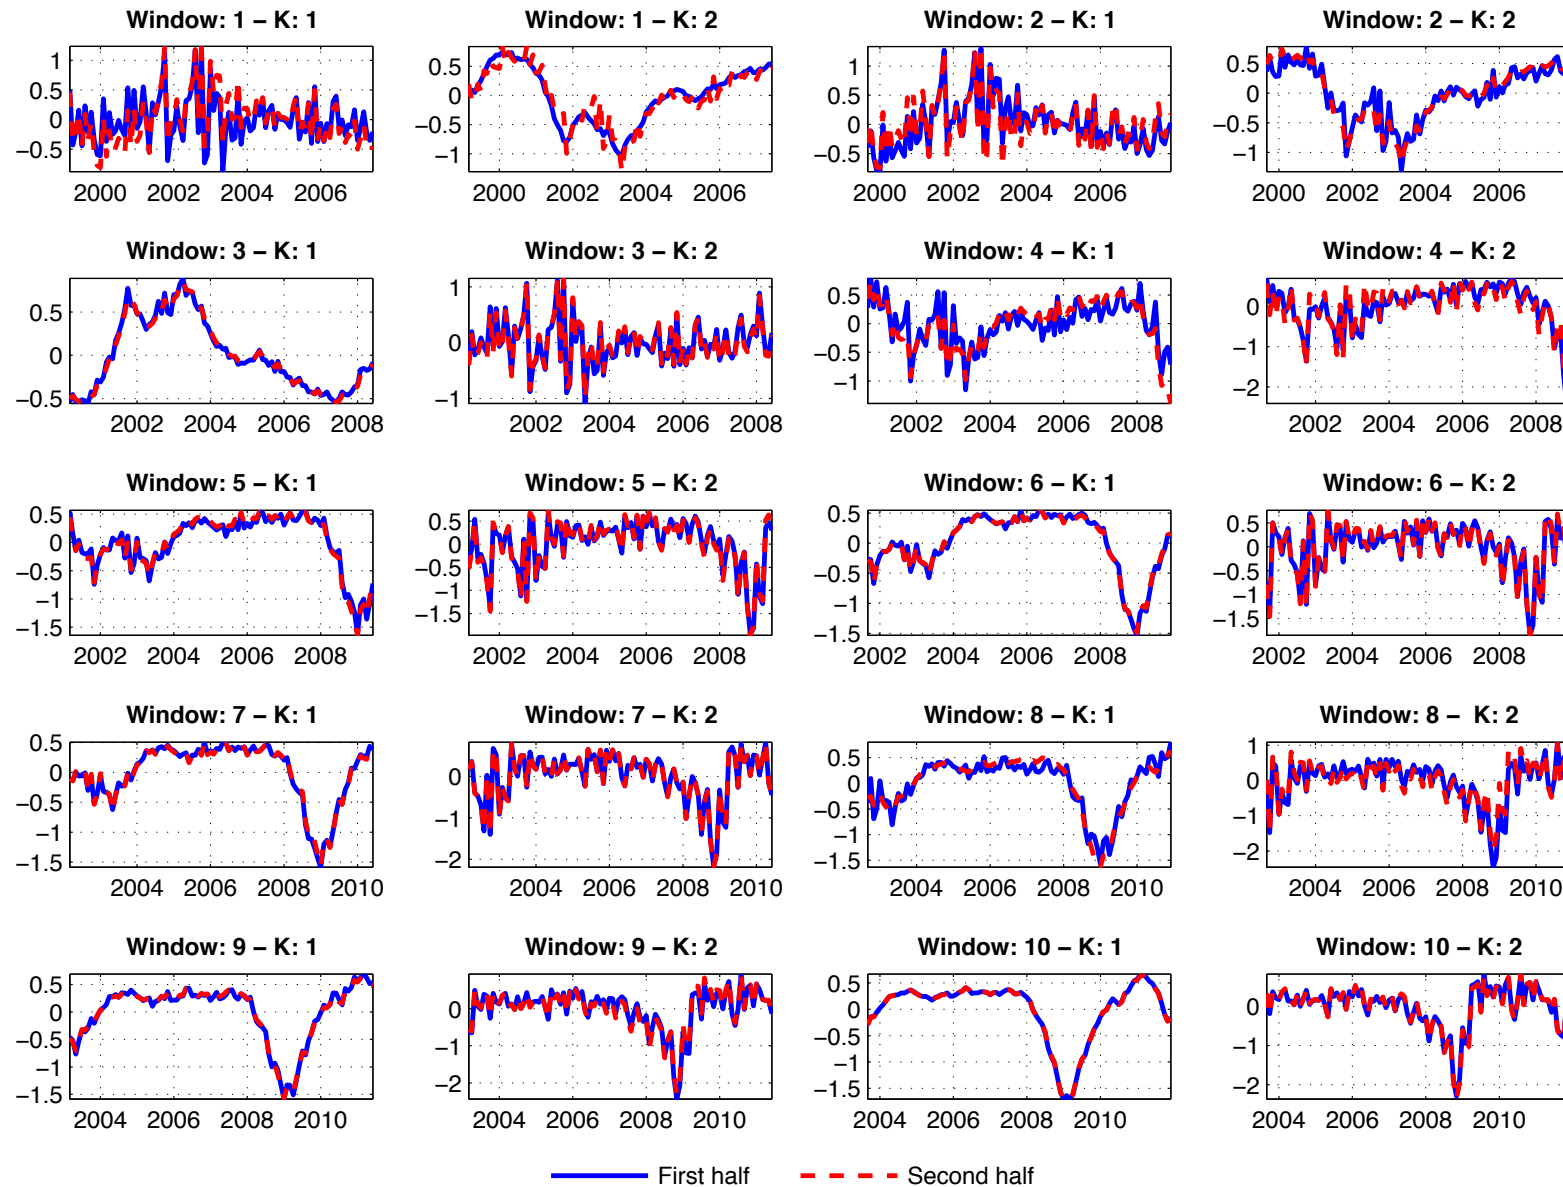 Window: 1 – K: 1
1
0.5
0
−0.5
2000 2002 2004 2006
Window: 1 – K: 2
0.5
0
−0.5
−1
2000 2002 2004 2006
Window: 2 – K: 1
1
0.5
0
−0.5
2000 2002 2004 2006
Window: 2 – K: 2
0.5
0
−0.5
−1
2000 2002 2004 2006
Window: 3 – K: 1
0.5
0
−0.5
2002 2004 2006 2008
Window: 3 – K: 2
1
0
−1
2002 2004 2006 2008
Window: 4 – K: 1
0.5
0
−0.5
−1
2002 2004 2006 2008
Window: 4 – K: 2
0
−1
−2
2002 2004 2006 2008
Window: 5 – K: 1
0.5
0
−0.5
−1
−1.5
2002 2004 2006 2008
Window: 5 – K: 2
0.5
0
−0.5
−1
−1.5
2002 2004 2006 2008
Window: 6 – K: 1
0.5
0
−0.5
−1
−1.5
2002 2004 2006 2008
Window: 6 – K: 2
0.5
0
−0.5
−1
−1.5
2002 2004 2006 2008
Window: 7 – K: 1
0.5
0
−0.5
−1
−1.5
2004 2006 2008 2010
Window: 7 – K: 2
0
−1
−2
2004 2006 2008 2010
Window: 8 – K: 1
0.5
0
−0.5
−1
−1.5
2004 2006 2008 2010
Window: 8 –  K: 2
1
0
−1
−2
2004 2006 2008 2010
Window: 9 – K: 1
0.5
0
−0.5
−1
−1.5
2004 2006 2008 2010
Window: 9 – K: 2
0
−1
−2
2004 2006 2008 2010
Window: 10 – K: 1
0.5
0
−0.5
−1
−1.5
2004 2006 2008 2010
Window: 10 – K: 2
0
−1
−2
2004 2006 2008 2010
First half
Second half